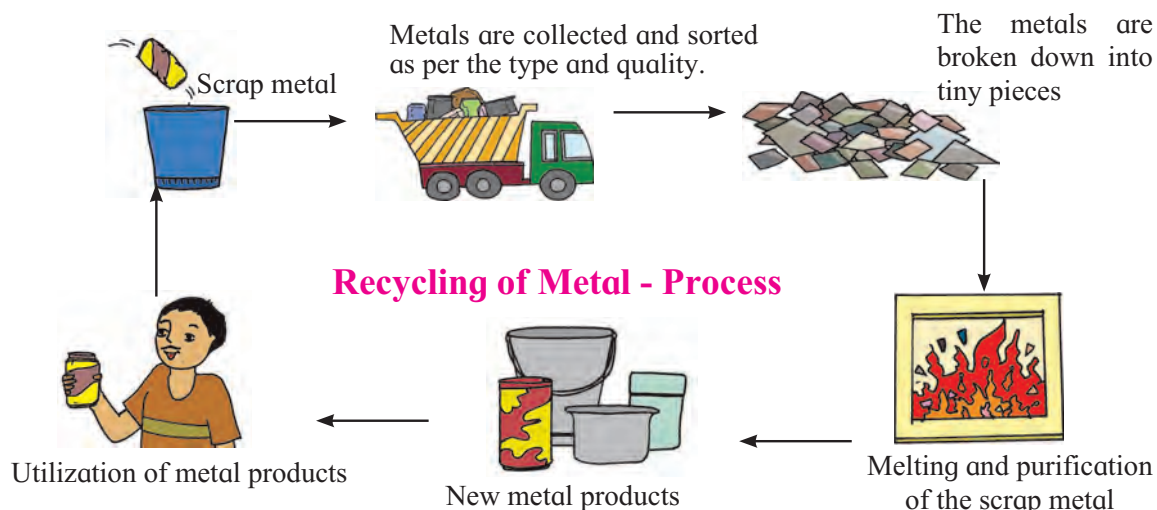 Scrap metal
Metals are collected and sorted
as per the type and quality.
The metals are
broken down into
tiny pieces
Recycling of Metal - Process
Utilization of metal products
New metal products
Melting and purification
of the scrap metal